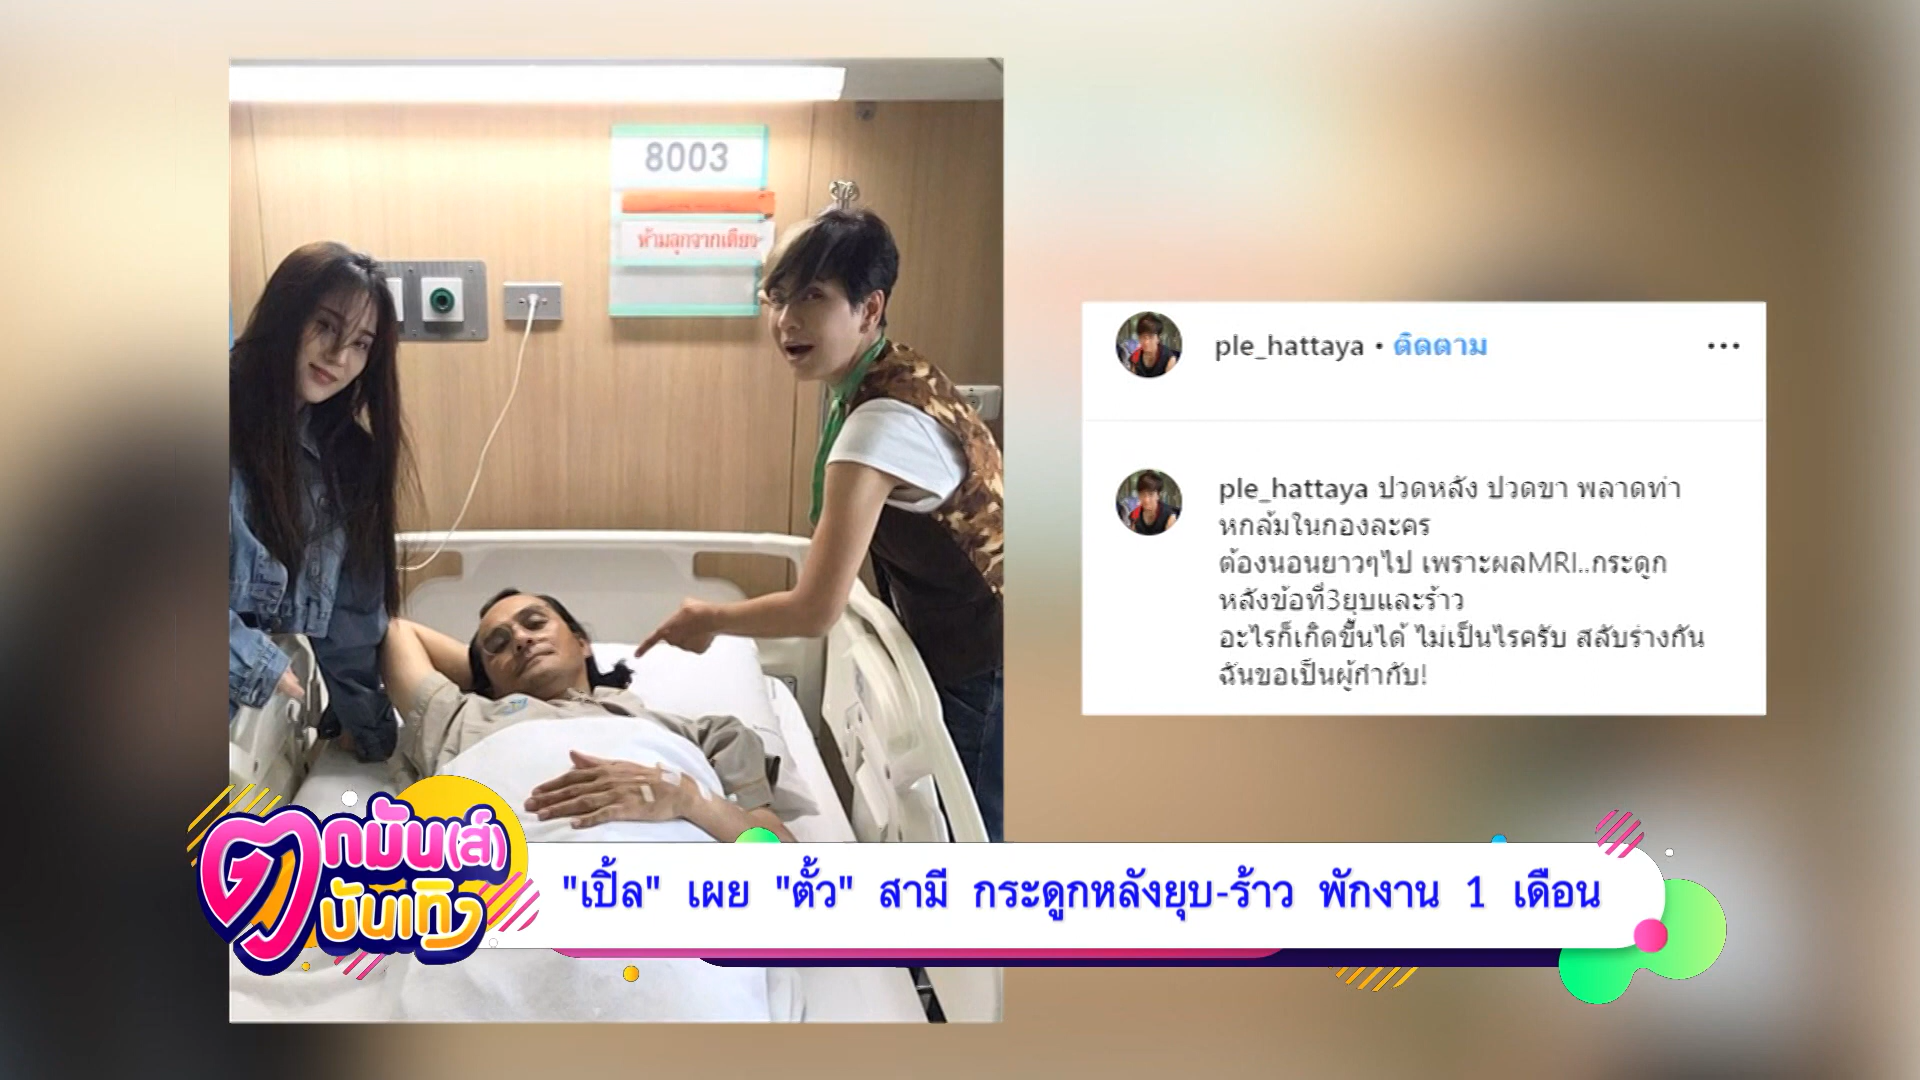 8003
ห้ามลุกจากเตียง
ple_hattaya • ติดตาม
ple_hattaya ปวดหลัง ปวดขา พลาดท่า
หกล้มในกองละคร
ต้องนอนยาวๆไป เพราะผลMRI..กระดูก
หลังข้อที่3ยุบและร้าว
อะไรก็เกิดขึ้นได้ ไม่เป็นไรครับ สลับร่างกัน
ฉันขอเป็นผู้กำกับ!
ตกมัน(ส์)
บันเทิง
"เปิ้ล" เผย "ตั้ว" สามี กระดูกหลังยุบ-ร้าว พักงาน 1 เดือน